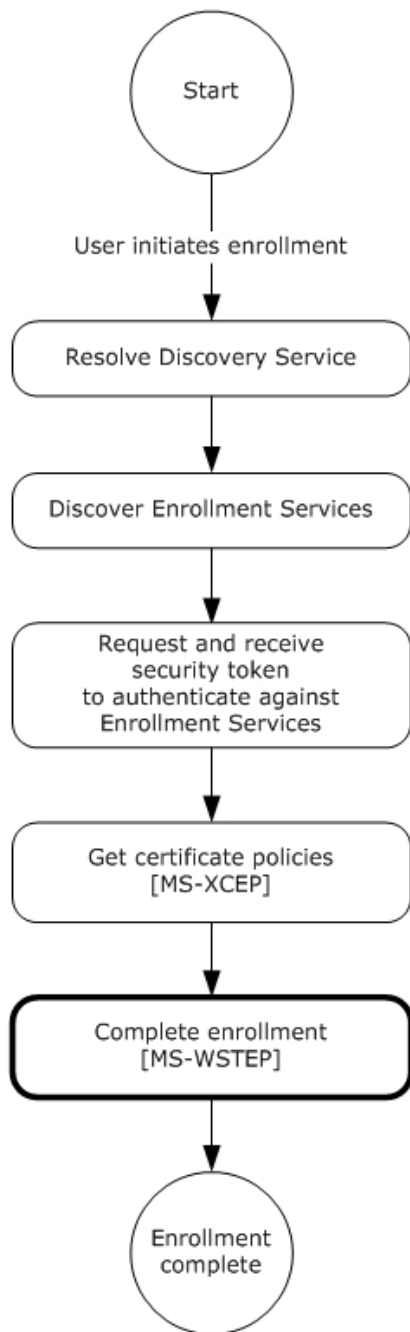 Start
User initiates enrollment
Resolve Discovery Service
Discover Enrollment Services
Request and receive
security token
to authenticate against
Enrollment Services
Get certificate policies
[MS-XCEP]
Complete enrollment
[MS-WSTEP]
Enrollment
complete